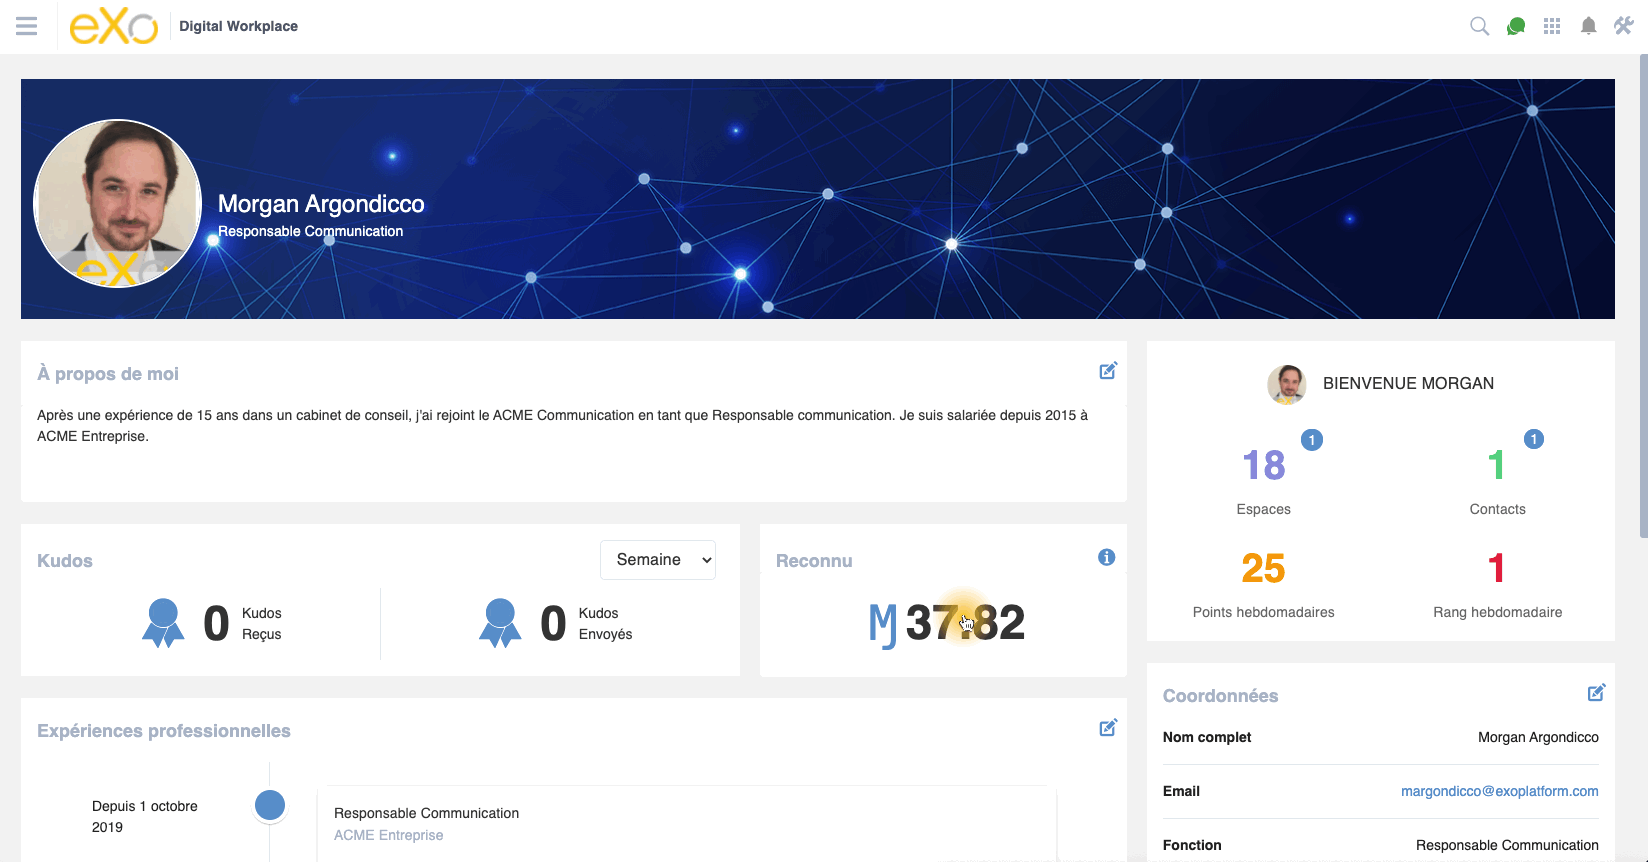 eXo
Digital Workplace
Morgan Argondicco
Responsable Communication
eXo
À propos de moi
Après une expérience de 15 ans dans un cabinet de conseil, j'ai rejoint le ACME Communication en tant que Responsable communication. Je suis salariée depuis 2015 à
ACME Entreprise.
BIENVENUE MORGAN
18
1
Espaces
1
1
Contacts
25
Points hebdomadaires
1
Rang hebdomadaire
Kudos
Semaine
0
Kudos
Reçus
0
Kudos
Envoyés
Reconnu
37.82
Coordonnées
Nom complet
Morgan Argondicco
Email
margondicco@exoplatform.com
Fonction
Responsable Communication
Expériences professionnelles
Depuis 1 octobre
2019
Responsable Communication
ACME Entreprise